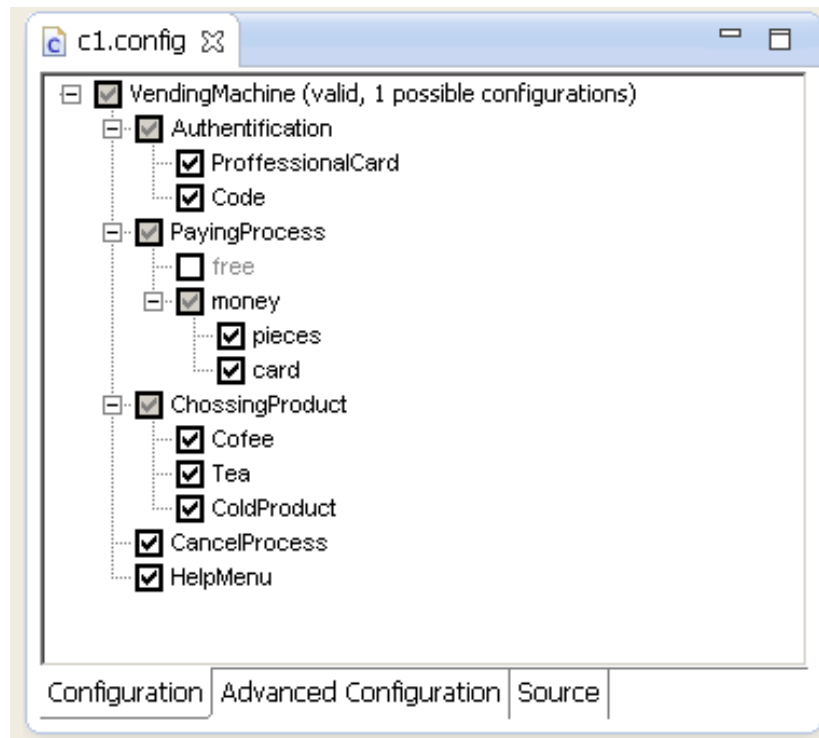 c1.config
VendingMachine (valid, 1 possible configurations)
Authentification
ProffessionalCard
Code
PayingProcess
free
money
pieces
card
ChossingProduct
Cofee
Tea
ColdProduct
CancelProcess
HelpMenu
Configuration Advanced Configuration Source